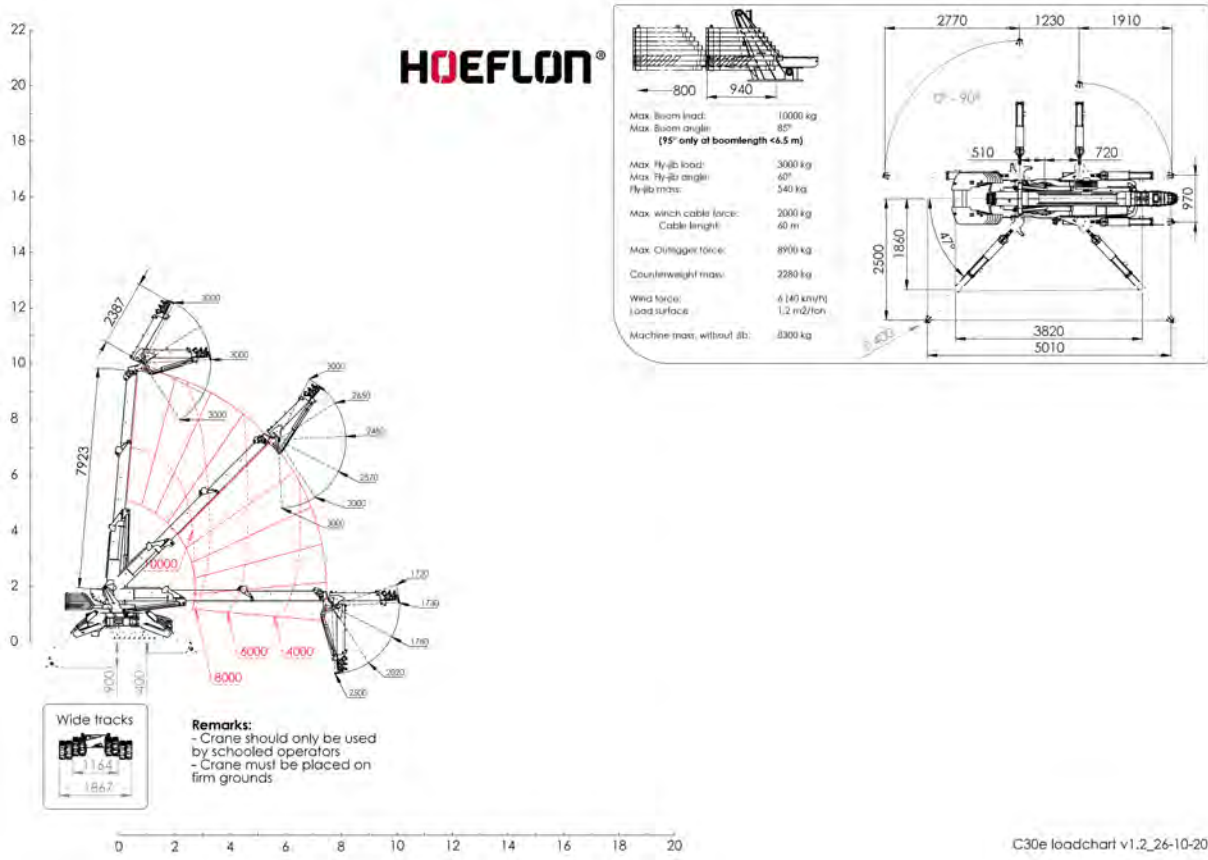 22
20
18
16
14
12
10
8
6
4
2
0
HOEFLON®
2387
3000
3000
3000
7923
3000
2650
2460
2570
3000
3000
10000
1720
1730
1760
2020
2500
6000
4000
8000
900
400
Wide tracks
1164
1867
Remarks:
- Crane should only be used
by schooled operators
- Crane must be placed on
firm grounds
0 2 4 6 8 10 12 14 16 18 20
800
940
Max. Boom load: 10000 kg
Max. Boom angle: 85°
(95° only at boomlength <6.5 m)
Max. Fly-jib load: 3000 kg
Max. Fly-jib angle: 60°
Fly-jib mass: 540 kg
Max. winch cable force: 2000 kg
Cable lenght: 60 m
Max. Outrigger force: 8900 kg
Counterweight mass: 2280 kg
Wind force: 6 (40 km/h)
Load surface: 1,2 m2/ton
Machine mass, without Jib: 8300 kg
2770
1230
1910
0° - 90°
510
720
970
2500
1860
47°
400
3820
5010
C30e loadchart v1.2_26-10-20